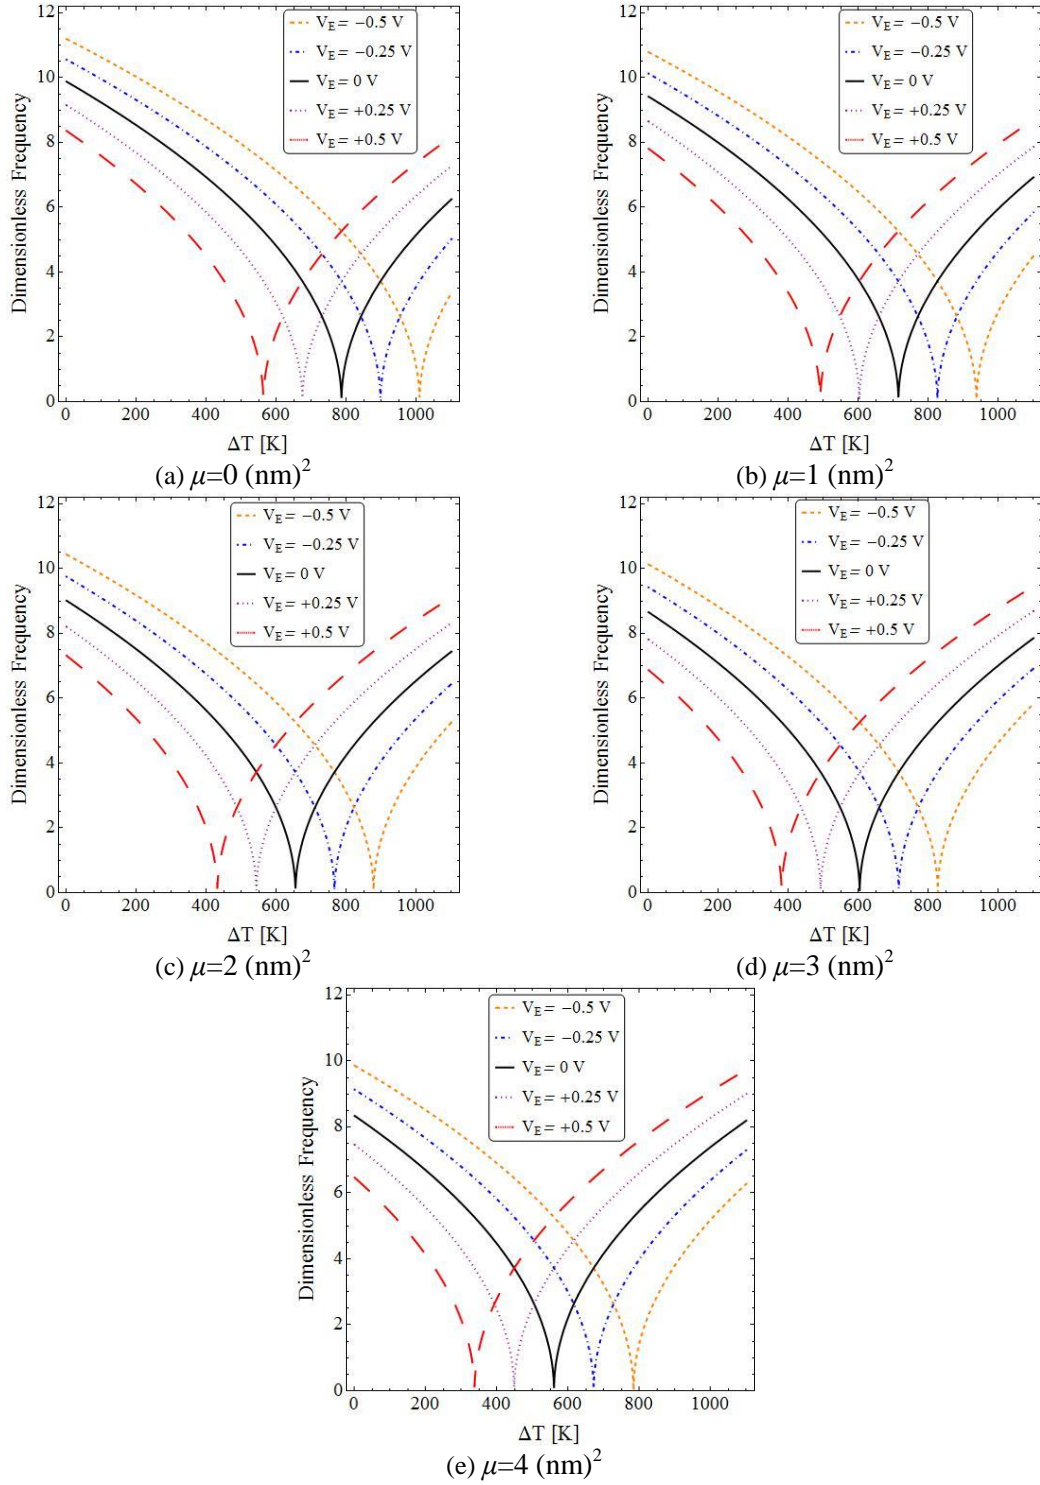 12
10
8
6
4
2
0
Dimensionless Frequency
V_E= −0.5 V
V_E= −0.25 V
V_E= 0 V
V_E= +0.25 V
V_E= +0.5 V
0 200 400 600 800 1000
ΔT [K]
(a) μ=0 (nm)²
12
10
8
6
4
2
0
Dimensionless Frequency
V_E= −0.5 V
V_E= −0.25 V
V_E= 0 V
V_E= +0.25 V
V_E= +0.5 V
0 200 400 600 800 1000
ΔT [K]
(b) μ=1 (nm)²
12
10
8
6
4
2
0
Dimensionless Frequency
V_E= −0.5 V
V_E= −0.25 V
V_E= 0 V
V_E= +0.25 V
V_E= +0.5 V
0 200 400 600 800 1000
ΔT [K]
(c) μ=2 (nm)²
12
10
8
6
4
2
0
Dimensionless Frequency
V_E= −0.5 V
V_E= −0.25 V
V_E= 0 V
V_E= +0.25 V
V_E= +0.5 V
0 200 400 600 800 1000
ΔT [K]
(d) μ=3 (nm)²
12
10
8
6
4
2
0
Dimensionless Frequency
V_E= −0.5 V
V_E= −0.25 V
V_E= 0 V
V_E= +0.25 V
V_E= +0.5 V
0 200 400 600 800 1000
ΔT [K]
(e) μ=4 (nm)²